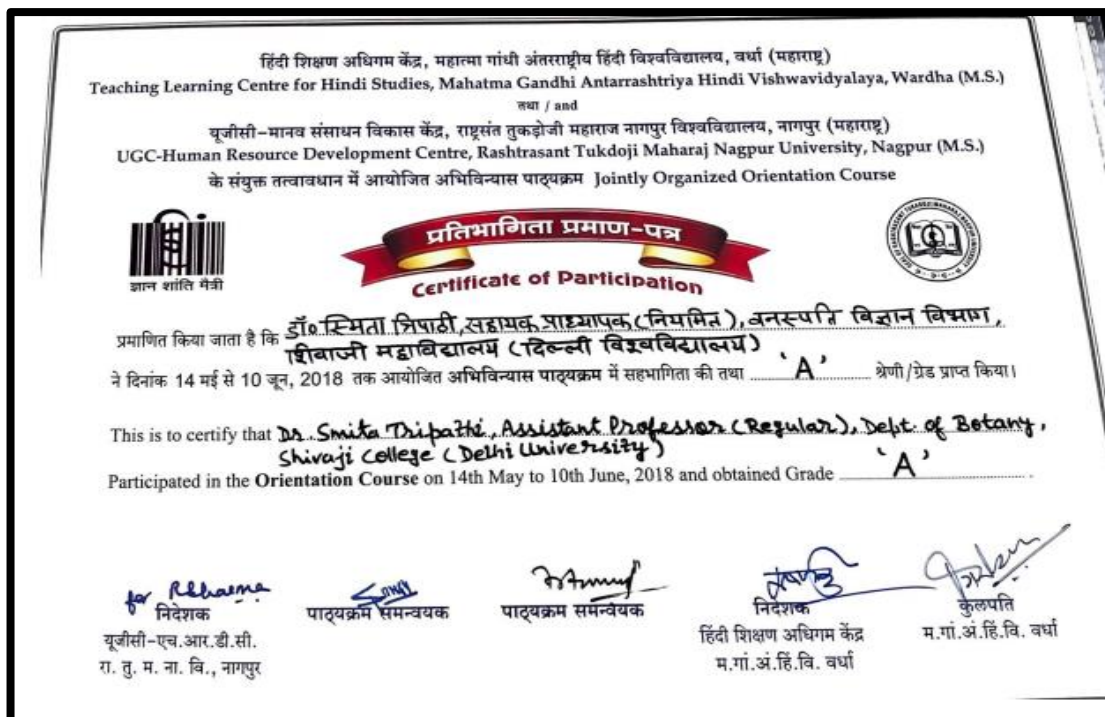 हिंदी शिक्षण अधिगम केंद्र, महात्मा गांधी अंतरराष्ट्रीय हिंदी विश्वविद्यालय, वर्धा (महाराष्ट्र)
Teaching Learning Centre for Hindi Studies, Mahatma Gandhi Antarrashtriya Hindi Vishwavidyalaya, Wardha (M.S.)
तथा / and
यूजीसी-मानव संसाधन विकास केंद्र, राष्ट्रसंत तुकड़ोजी महाराज नागपुर विश्वविद्यालय, नागपुर (महाराष्ट्र)
UGC-Human Resource Development Centre, Rashtrasant Tukdoji Maharaj Nagpur University, Nagpur (M.S.)
के संयुक्त तत्वावधान में आयोजित अभिविन्यास पाठ्यक्रम Jointly Organized Orientation Course
ज्ञान शांति मैत्री
प्रतिभागिता प्रमाण-पत्र
Certificate of Participation
प्रमाणित किया जाता है कि डॉ० स्मिता त्रिपाठी, सहायक प्राध्यापक (नियमित), वनस्पति विज्ञान विभाग,
शिवाजी महाविद्यालय (दिल्ली विश्वविद्यालय)
ने दिनांक 14 मई से 10 जून, 2018 तक आयोजित अभिविन्यास पाठ्यक्रम में सहभागिता की तथा 'A' श्रेणी/ग्रेड प्राप्त किया।
This is to certify that Dr. Smita Tripathi, Assistant Professor (Regular), Deptt. of Botany,
Shivaji College (Delhi University)
Participated in the Orientation Course on 14th May to 10th June, 2018 and obtained Grade 'A'
for
निदेशक
यूजीसी-एच.आर.डी.सी.
रा. तु. म. ना. वि., नागपुर
पाठ्यक्रम समन्वयक
पाठ्यक्रम समन्वयक
निदेशक
हिंदी शिक्षण अधिगम केंद्र
म.गां.अं.हिं.वि. वर्धा
कुलपति
म.गां.अं.हिं.वि. वर्धा